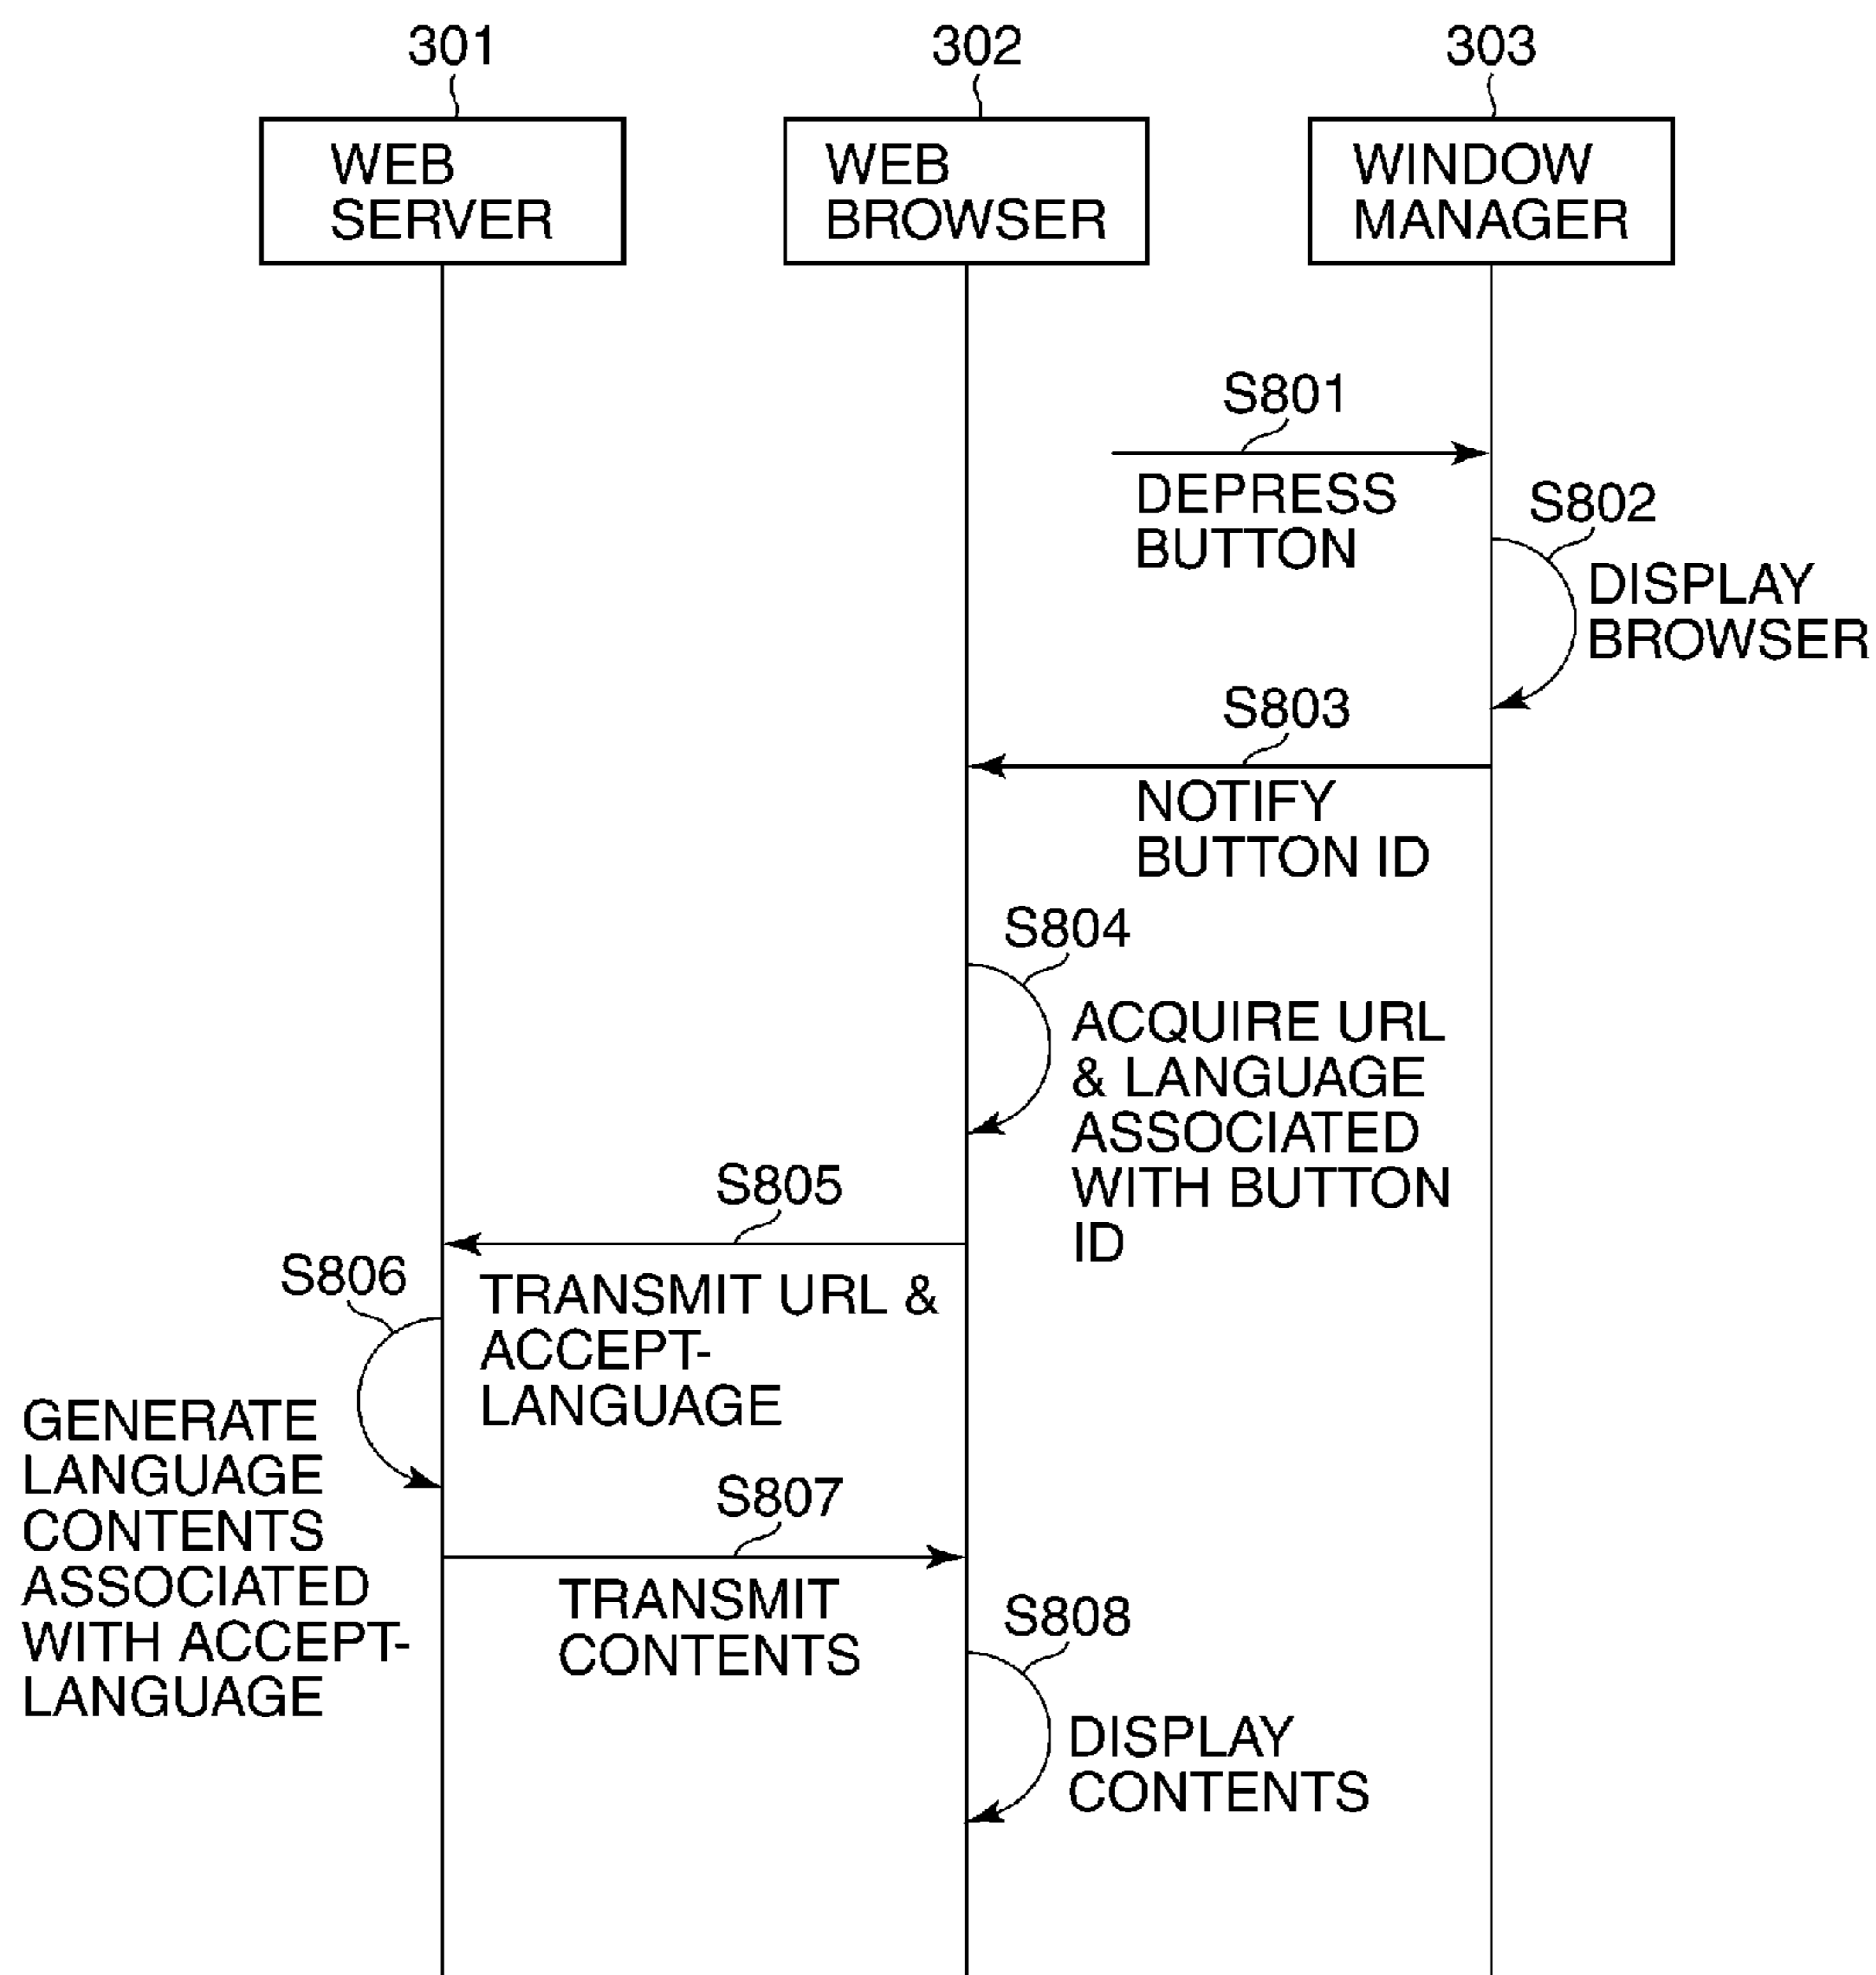 301
302
303
WEB
SERVER
WEB
BROWSER
WINDOW
MANAGER
S801
DEPRESS
BUTTON
S802
DISPLAY
BROWSER
S803
NOTIFY
BUTTON ID
S804
ACQUIRE URL
& LANGUAGE
ASSOCIATED
WITH BUTTON
ID
S805
TRANSMIT URL &
ACCEPT-
LANGUAGE
S806
GENERATE
LANGUAGE
CONTENTS
ASSOCIATED
WITH ACCEPT-
LANGUAGE
S807
TRANSMIT
CONTENTS
S808
DISPLAY
CONTENTS